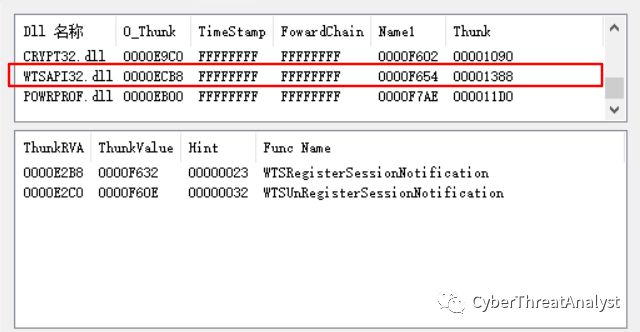 Dll 名称 O_Thunk TimeStamp FowardChain Name1 Thunk
CRYPT32.dll 0000E9C0 FFFFFFFF FFFFFFFF 0000F602 00001090
WTSAPI32.dll 0000ECB8 FFFFFFFF FFFFFFFF 0000F654 00001388
POWRPROF.dll 0000EB00 FFFFFFFF FFFFFFFF 0000F7AE 000011D0
ThunkRVA ThunkValue Hint Func Name
0000E2B8 0000F632 00000023 WTSRegisterSessionNotification
0000E2C0 0000F60E 00000032 WTSUnRegisterSessionNotification
CyberThreatAnalyst